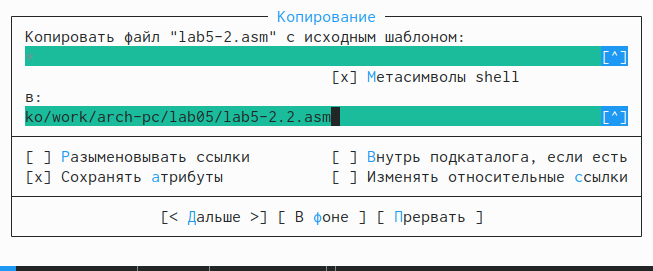 Копирование
Копировать файл "lab5-2.asm" с исходным шаблоном:
[^]
[x] Метасимволы shell
в:
ko/work/arch-pc/lab05/lab5-2.2.asm [^]
[ ] Разыменовывать ссылки [ ] Внутрь подкаталога, если есть
[x] Сохранять атрибуты [ ] Изменять относительные ссылки
[< Дальше >] [ В фоне ] [ Прервать ]